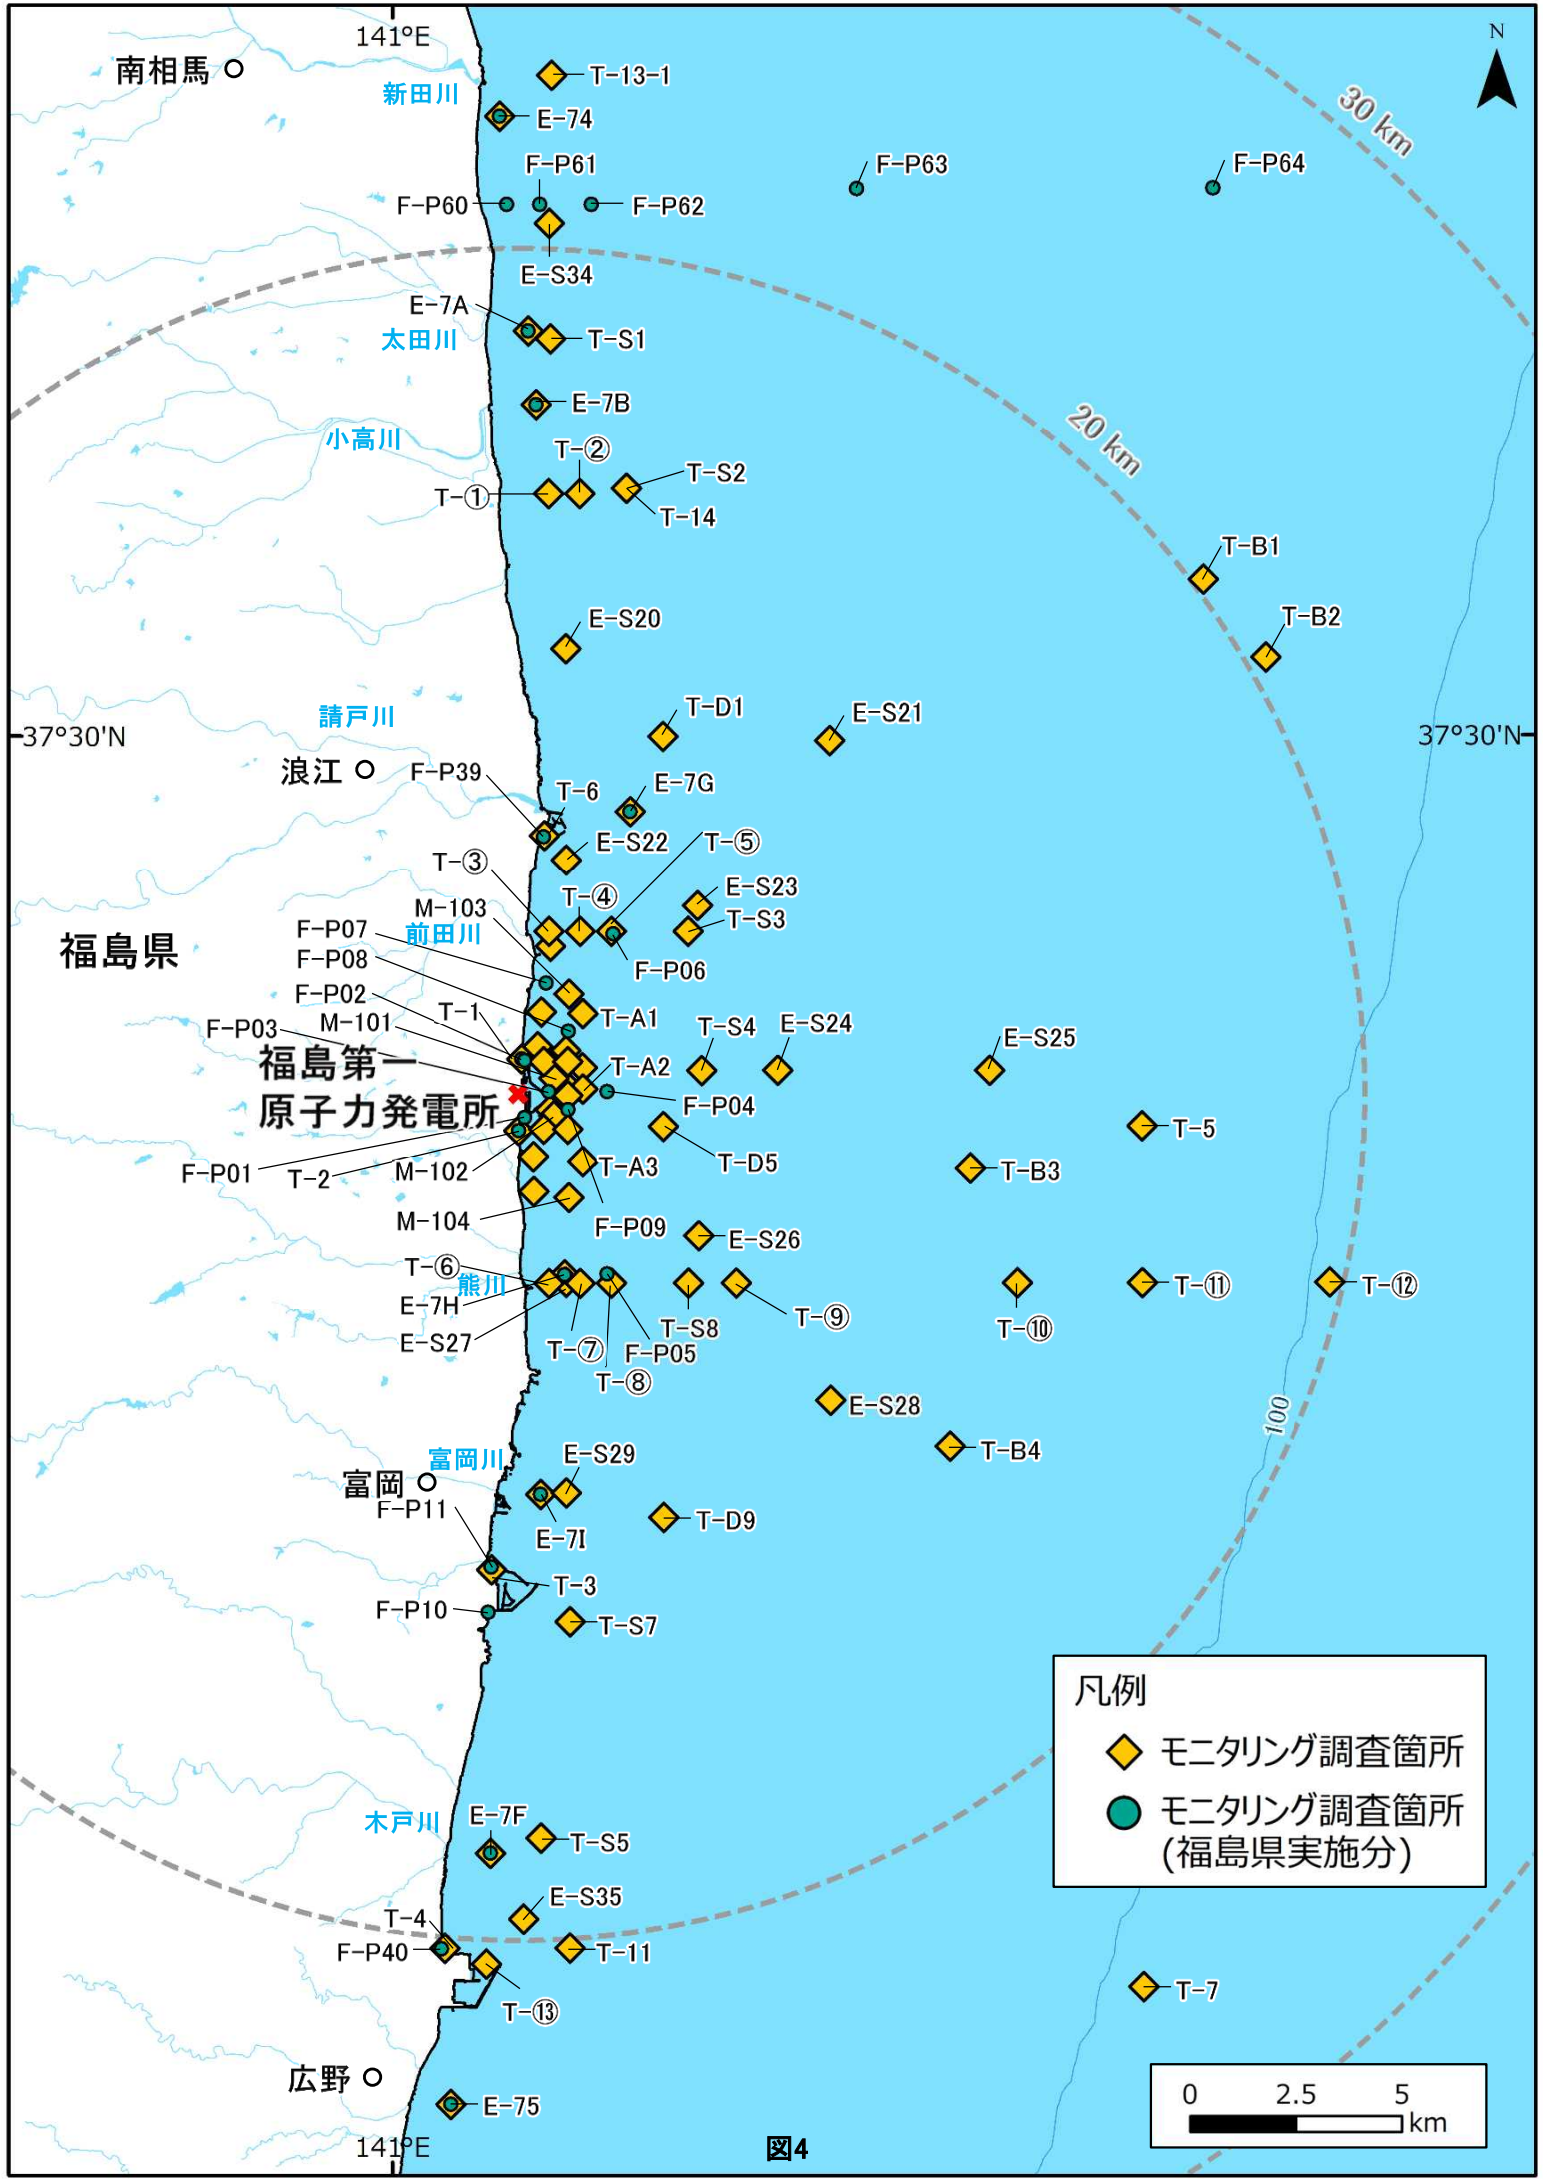 141°E
N
南相馬
T-13-1
新田川
30 km
E-74
F-P61
F-P63
F-P64
F-P60
F-P62
E-S34
E-7A
太田川
T-S1
E-7B
20 km
小高川
T-②
T-S2
T-①
T-14
T-B1
E-S20
T-B2
T-D1
E-S21
請戸川
37°30'N
37°30'N
浪江
F-P39
T-6
E-7G
E-S22
T-⑤
T-③
E-S23
T-④
M-103
T-S3
F-P07
前田川
福島県
F-P08
F-P06
F-P02
T-1
T-A1
M-101
F-P03
T-S4
E-S24
E-S25
福島第一
原子力発電所
T-A2
F-P04
T-5
F-P01
T-2
M-102
T-A3
T-D5
T-B3
M-104
F-P09
E-S26
T-⑥
熊川
E-7H
T-⑪
T-⑫
E-S27
T-⑦
F-P05
T-S8
T-⑨
T-⑩
T-⑧
E-S28
100
富岡川
E-S29
T-B4
富岡
F-P11
E-7I
T-D9
T-3
F-P10
T-S7
凡例
モニタリング調査箇所
モニタリング調査箇所
(福島県実施分)
木戸川
E-7F
T-S5
E-S35
T-4
F-P40
T-11
T-7
T-⑬
広野
E-75
0 2.5 5
km
141°E
図4